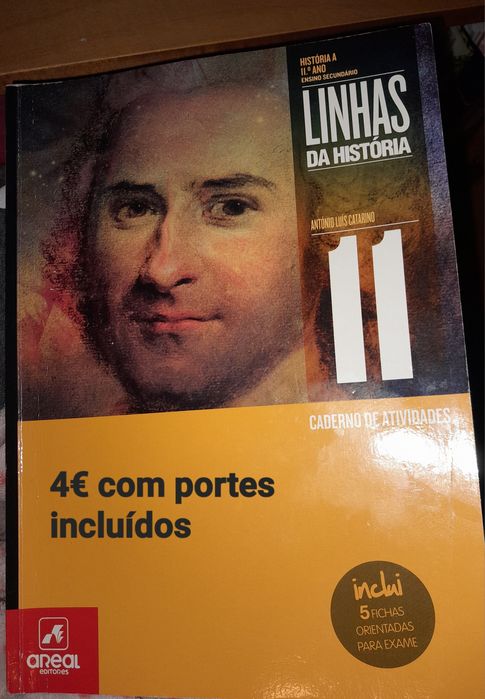 HISTÓRIA A
11.º ANO
ENSINO SECUNDÁRIO
LINHAS
DA HISTÓRIA
ANTÓNIO LUÍS CATARINO
11
CADERNO DE ATIVIDADES
4€ com portes
incluídos
inclui
5 FICHAS
ORIENTADAS
PARA EXAME
areal
EDITORES